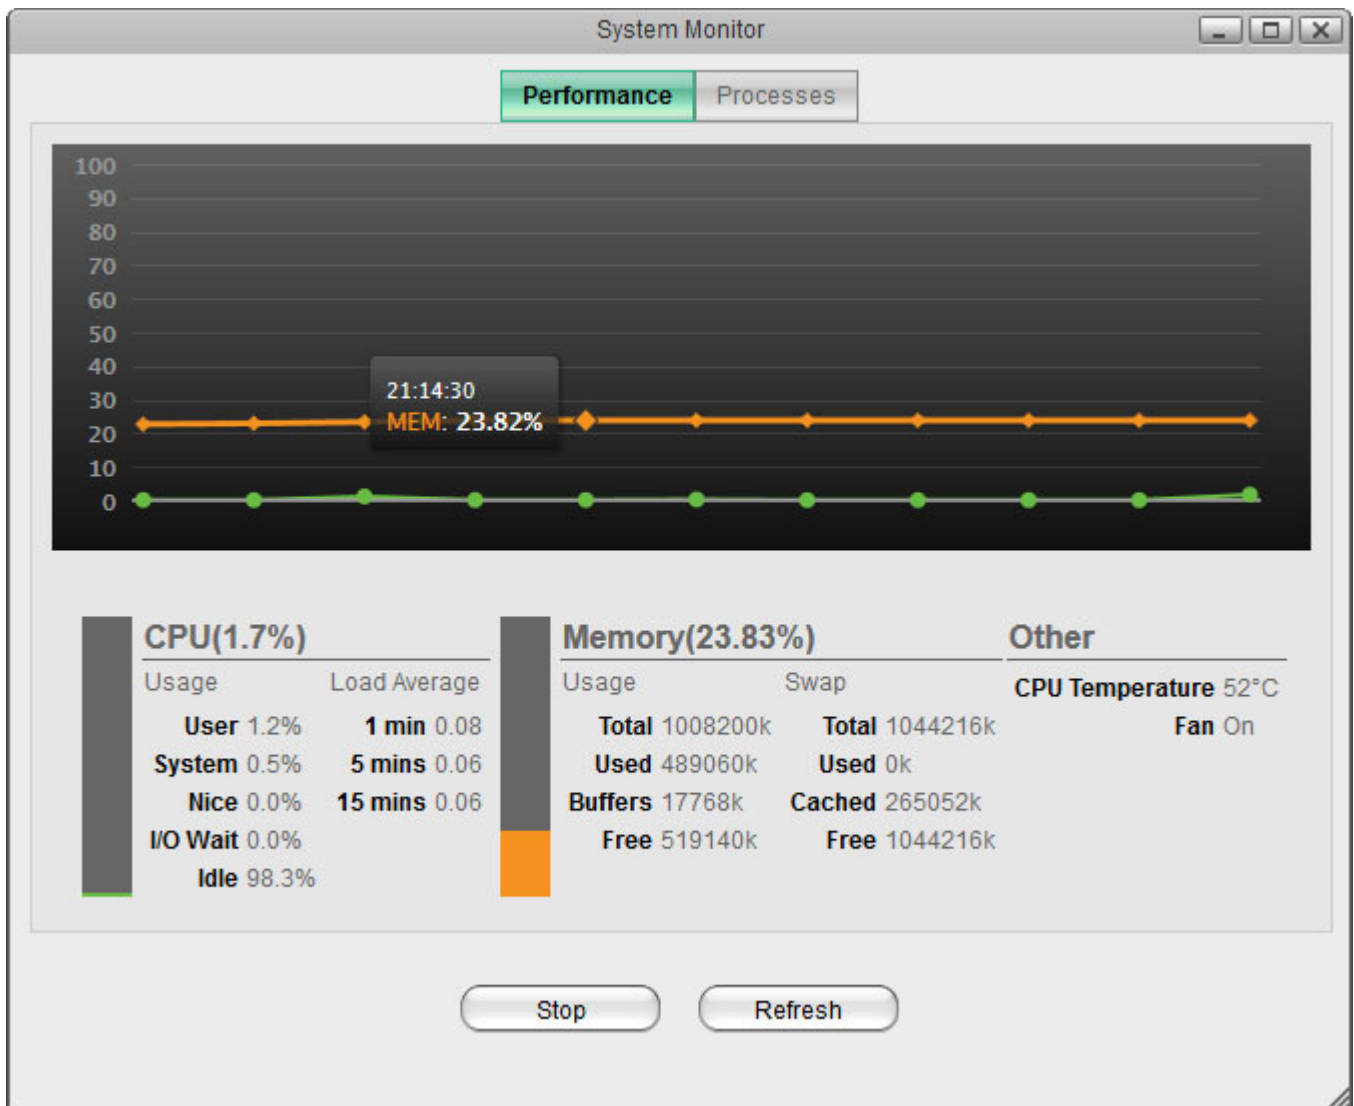 System Monitor
Performance Processes
100
90
80
70
60
50
40
30
20
10
0
21:14:30
MEM: 23.82%
CPU(1.7%) Memory(23.83%) Other
Usage Load Average Usage Swap CPU Temperature 52°C
User 1.2% 1 min 0.08 Total 1008200k Total 1044216k Fan On
System 0.5% 5 mins 0.06 Used 489060k Used 0k
Nice 0.0% 15 mins 0.06 Buffers 17768k Cached 265052k
I/O Wait 0.0% Free 519140k Free 1044216k
Idle 98.3%
Stop Refresh